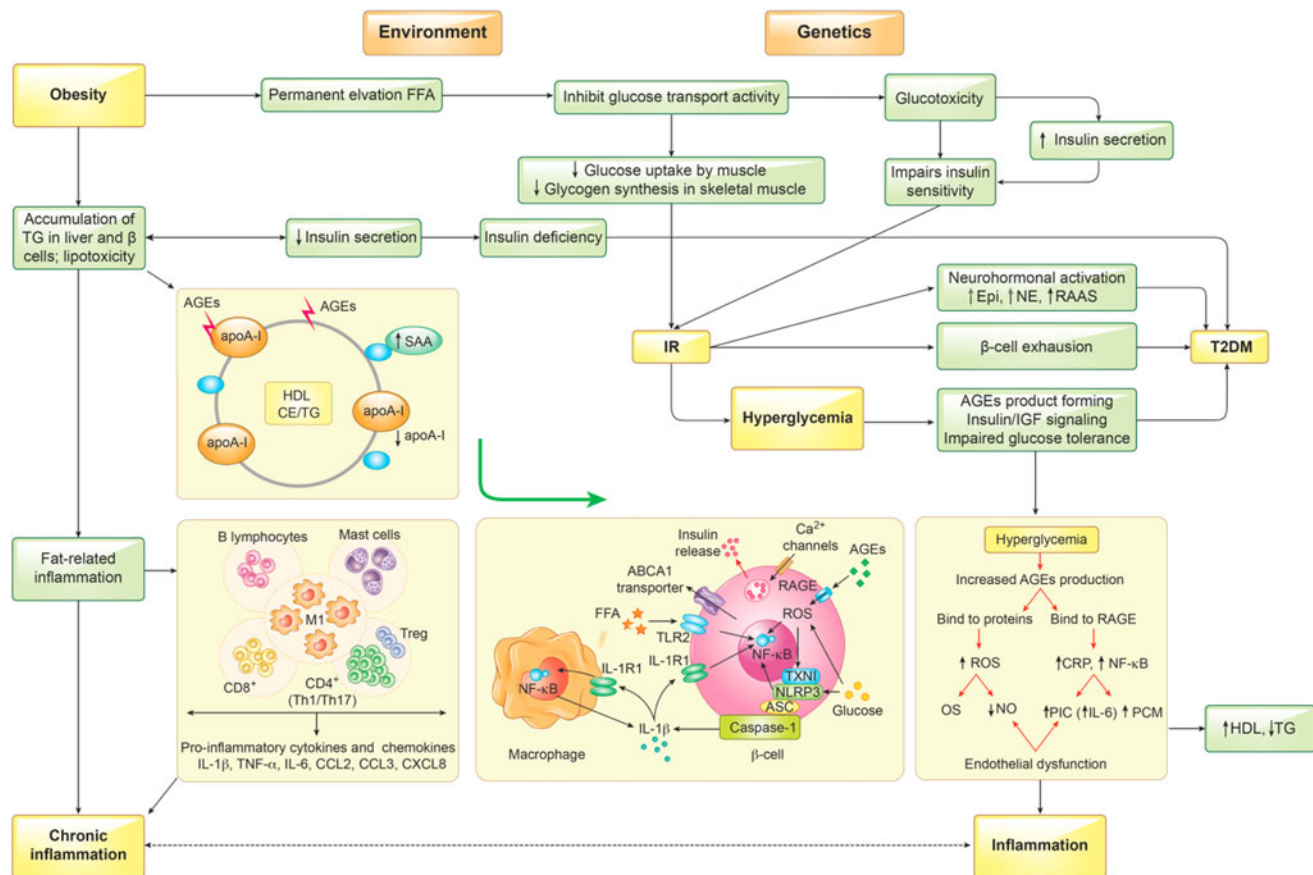 Environment
Genetics
Obesity
Permanent elvation FFA
Inhibit glucose transport activity
Glucotoxicity
↑ Insulin secretion
↓ Glucose uptake by muscle
↓ Glycogen synthesis in skeletal muscle
Impairs insulin
sensitivity
Accumulation of
TG in liver and β
cells; lipotoxicity
↓ Insulin secretion
Insulin deficiency
Neurohormonal activation
↑Epi, ↑NE, ↑RAAS
IR
β-cell exhausion
T2DM
Hyperglycemia
AGEs product forming
Insulin/IGF signaling
Impaired glucose tolerance
AGEs
AGEs
apoA-I
↑ SAA
HDL
CE/TG
apoA-I
apoA-I
↓ apoA-I
Fat-related
inflammation
B lymphocytes
Mast cells
M1
Treg
CD8+
CD4+
(Th1/Th17)
Pro-inflammatory cytokines and chemokines
IL-1β, TNF-α, IL-6, CCL2, CCL3, CXCL8
Insulin
release
Ca2+
channels
AGEs
ABCA1
transporter
RAGE
FFA
ROS
TLR2
NF-κB
IL-1R1
IL-1R1
NF-κB
TXNI
NLRP3
ASC
Glucose
IL-1β
Caspase-1
Macrophage
β-cell
Hyperglycemia
Increased AGEs production
Bind to proteins
Bind to RAGE
↑ ROS
↑CRP, ↑ NF-κB
OS
↓NO
↑PIC (↑IL-6) ↑ PCM
Endothelial dysfunction
↑HDL, ↓TG
Chronic
inflammation
Inflammation